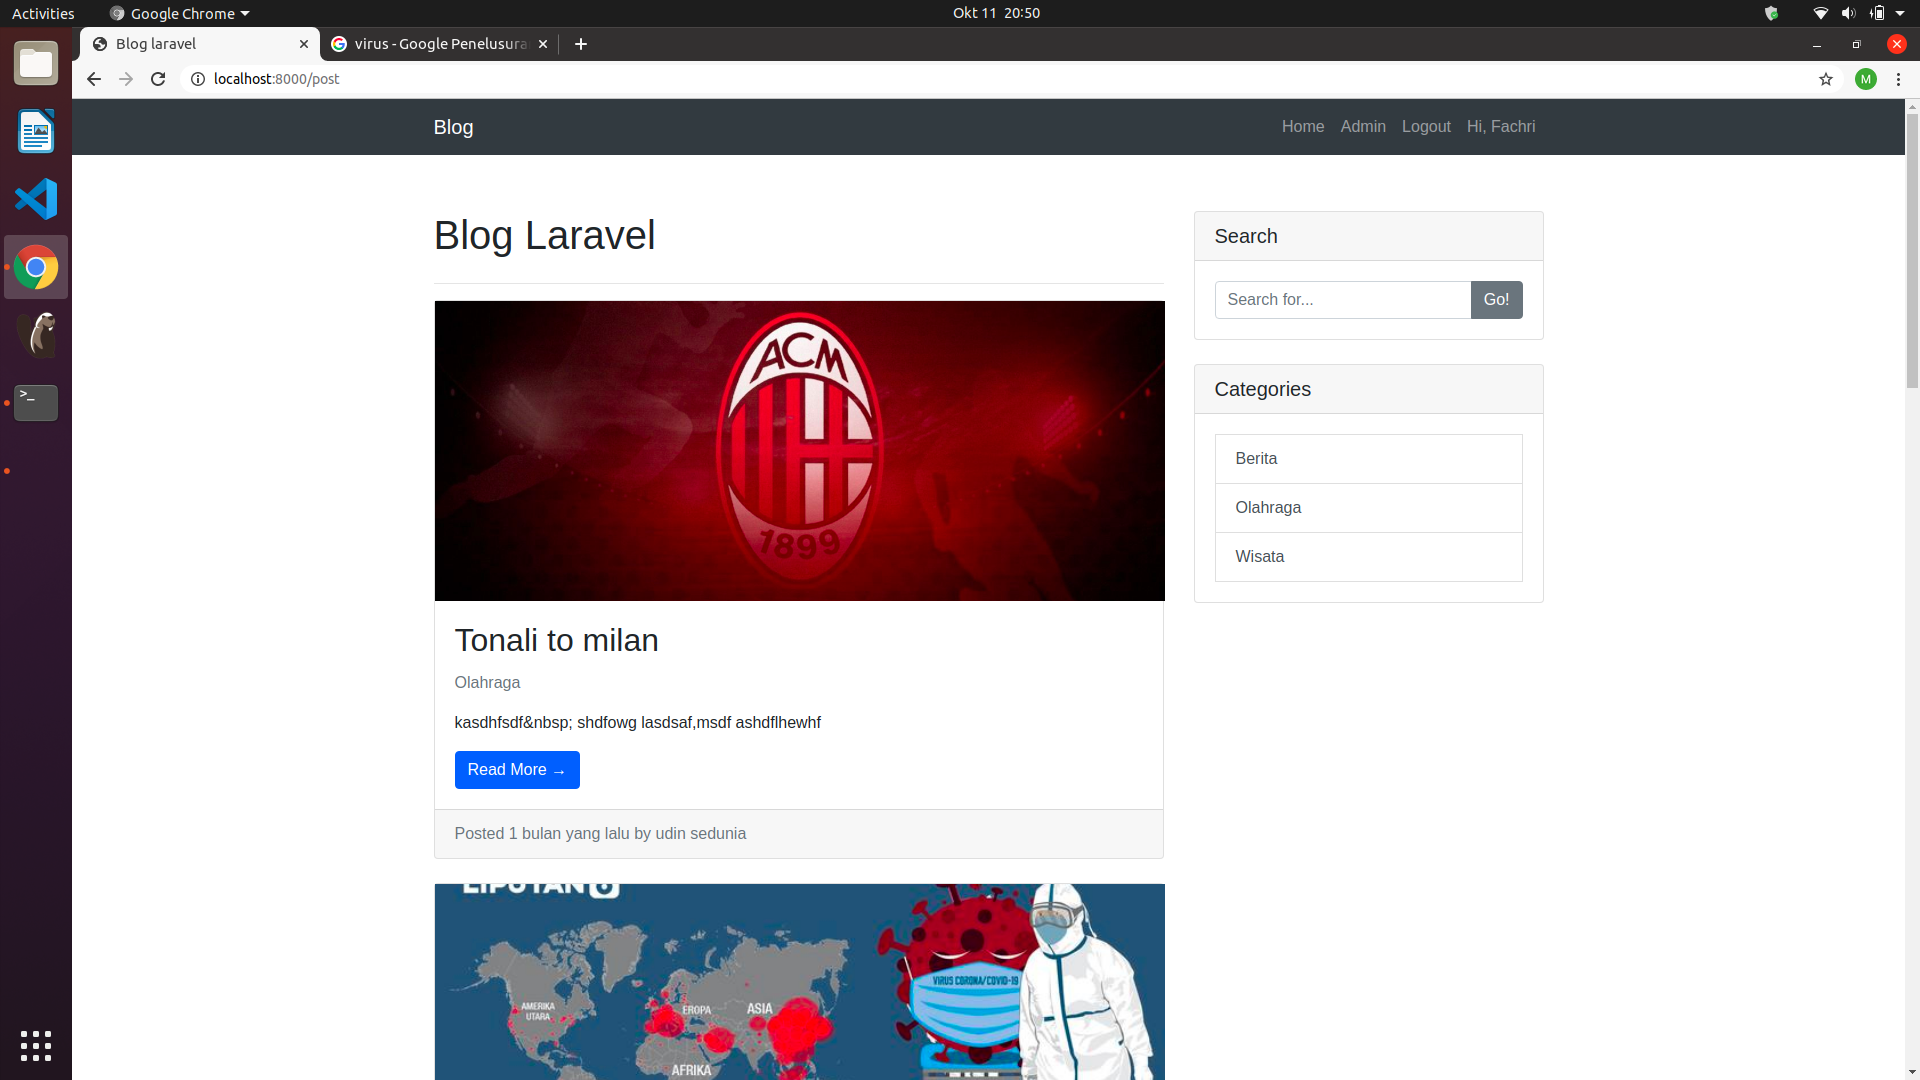 Activities
Google Chrome
Okt 11 20:50
Blog laravel
virus - Google Penelusura
localhost:8000/post
M
Blog
Home
Admin
Logout
Hi, Fachri
Blog Laravel
ACM
1899
Tonali to milan
Olahraga
kasdhfsdf&nbsp; shdfowg lasdsaf,msdf ashdflhewhf
Read More →
Posted 1 bulan yang lalu by udin sedunia
LIPUTAN6
AMERIKA
UTARA
EROPA
ASIA
AFRIKA
VIRUS CORONA/COVID-19
Search
Search for...
Go!
Categories
Berita
Olahraga
Wisata